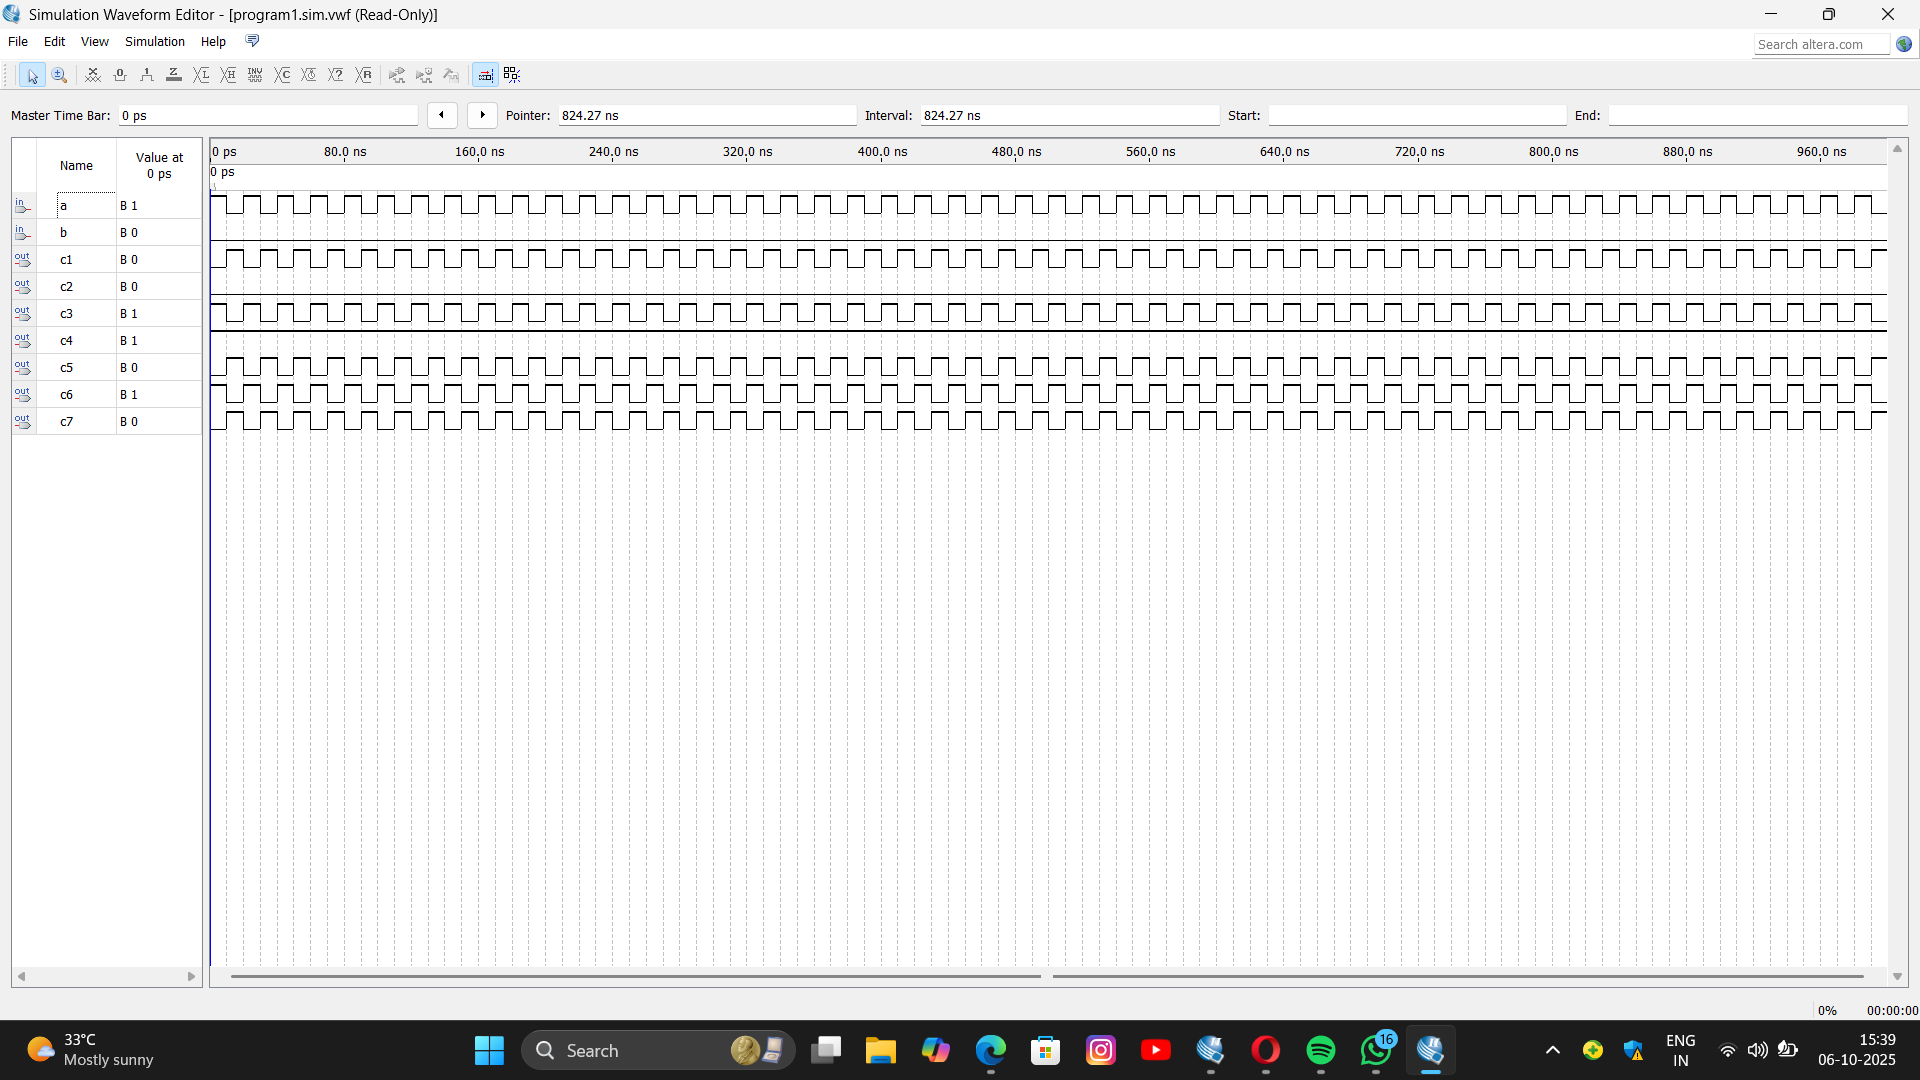 Simulation Waveform Editor - [program1.sim.vwf (Read-Only)]
File Edit View Simulation Help
Search altera.com
Master Time Bar: 0 ps Pointer: 824.27 ns Interval: 824.27 ns Start: End:
Name Value at 0 ps
0 ps 80.0 ns 160.0 ns 240.0 ns 320.0 ns 400.0 ns 480.0 ns 560.0 ns 640.0 ns 720.0 ns 800.0 ns 880.0 ns 960.0 ns
0 ps
in a B 1
in b B 0
out c1 B 0
out c2 B 0
out c3 B 1
out c4 B 1
out c5 B 0
out c6 B 1
out c7 B 0
0% 00:00:00
33°C
Mostly sunny
Search
16
ENG
IN
15:39
06-10-2025